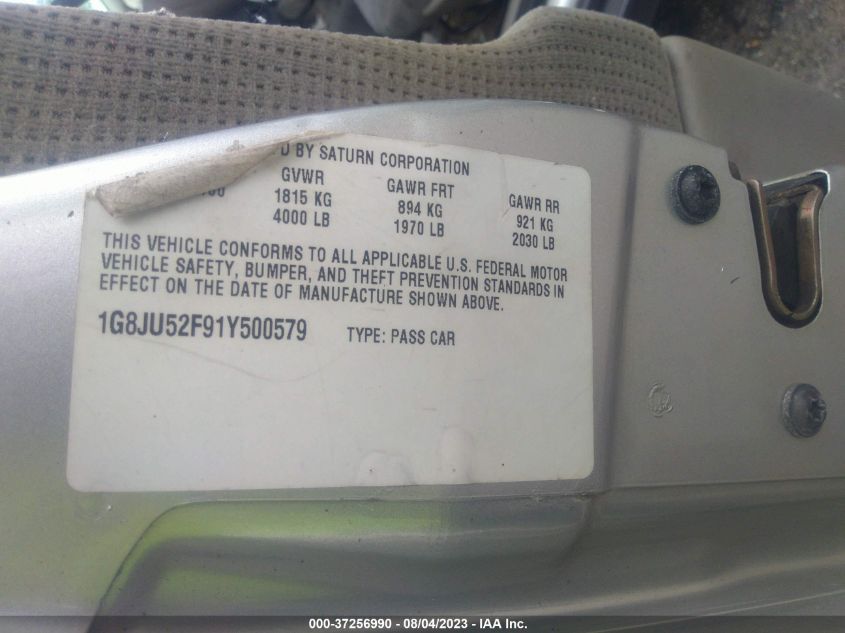 D BY SATURN CORPORATION
GVWR GAWR FRT GAWR RR
1815 KG 894 KG 921 KG
4000 LB 1970 LB 2030 LB
THIS VEHICLE CONFORMS TO ALL APPLICABLE U.S. FEDERAL MOTOR
VEHICLE SAFETY, BUMPER, AND THEFT PREVENTION STANDARDS IN
EFFECT ON THE DATE OF MANUFACTURE SHOWN ABOVE.
1G8JU52F91Y500579 TYPE: PASS CAR
000-37256990 - 08/04/2023 - IAA Inc.